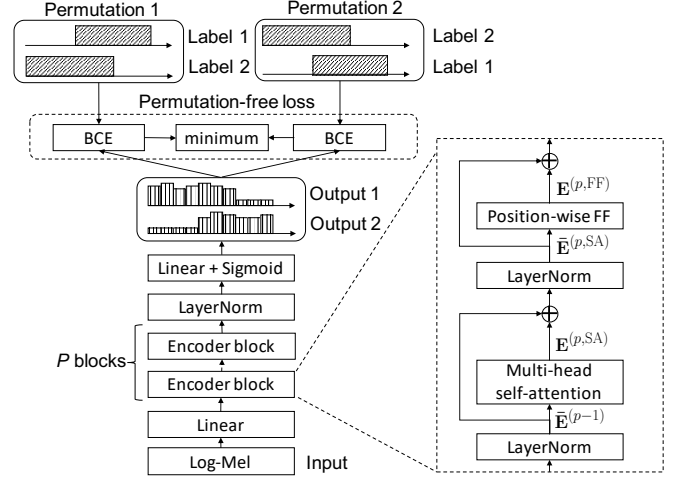 Permutation 1
Permutation 2
Label 1
Label 2
Label 2
Label 1
Permutation-free loss
BCE
minimum
BCE
Output 1
Output 2
Linear + Sigmoid
LayerNorm
P blocks
Encoder block
Encoder block
Linear
Log-Mel
Input
E^{(p,FF)}
Position-wise FF
Ē^{(p,SA)}
LayerNorm
E^{(p,SA)}
Multi-head
self-attention
Ē^{(p−1)}
LayerNorm